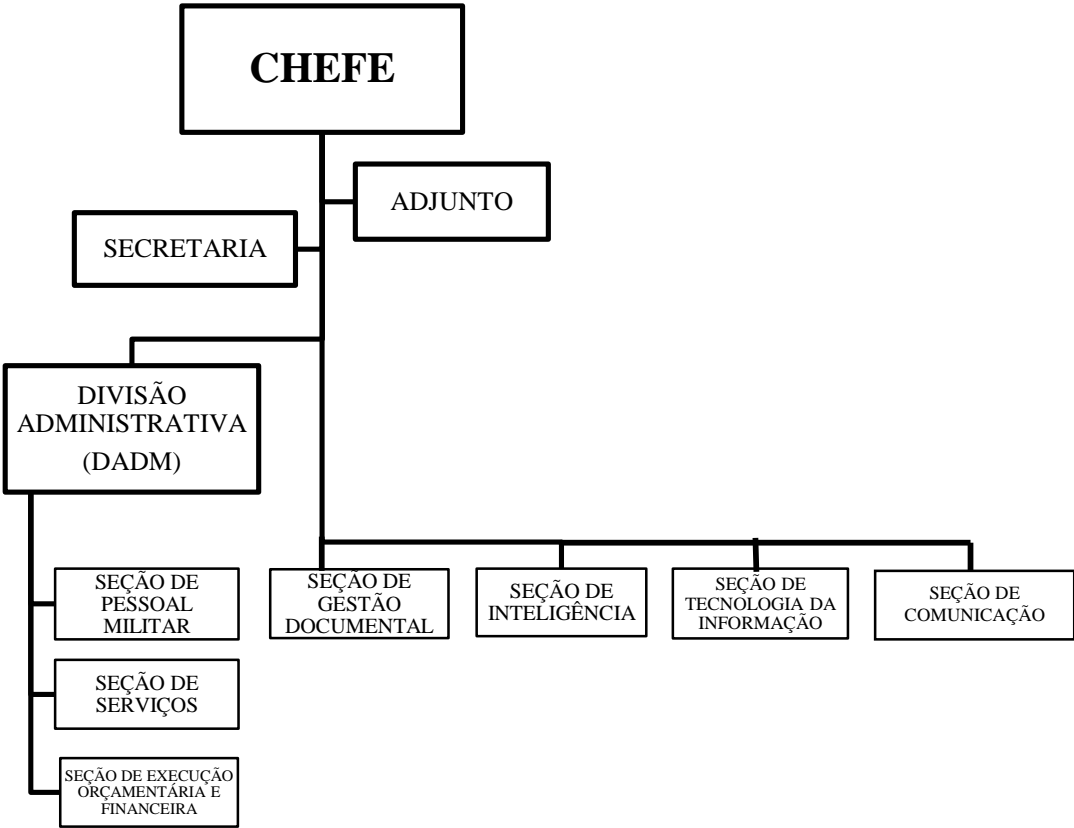 CHEFE
ADJUNTO
SECRETARIA
DIVISÃO
ADMINISTRATIVA
(DADM)
SEÇÃO DE
PESSOAL
MILITAR
SEÇÃO DE
SERVIÇOS
SEÇÃO DE EXECUÇÃO
ORÇAMENTÁRIA E
FINANCEIRA
SEÇÃO DE
GESTÃO
DOCUMENTAL
SEÇÃO DE
INTELIGÊNCIA
SEÇÃO DE
TECNOLOGIA DA
INFORMAÇÃO
SEÇÃO DE
COMUNICAÇÃO